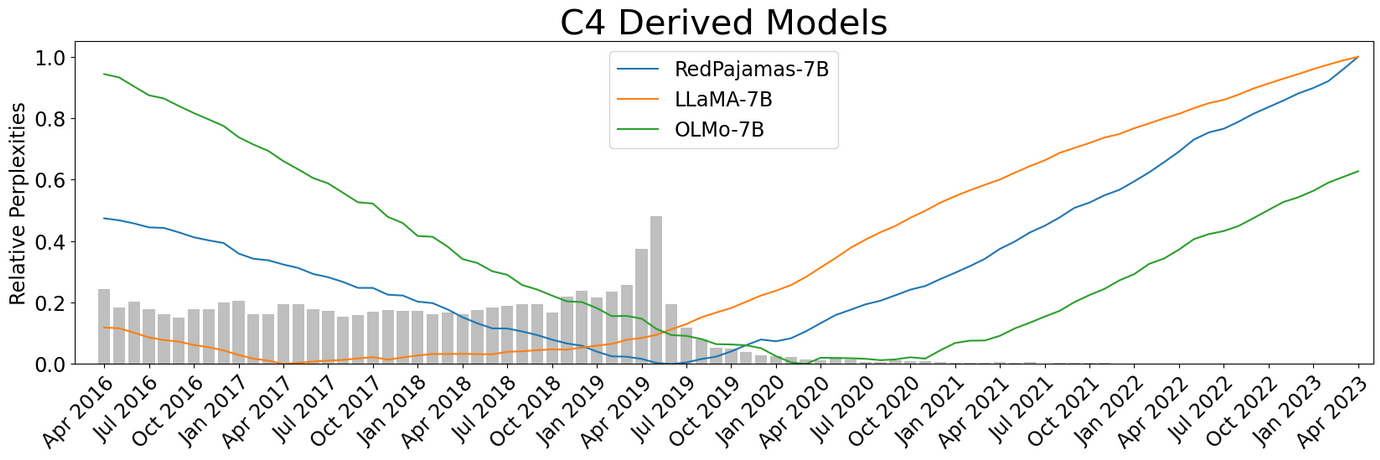 C4 Derived Models
Relative Perplexities
1.0
0.8
0.6
0.4
0.2
0.0
RedPajamas-7B
LLaMA-7B
OLMo-7B
Apr 2016
Jul 2016
Oct 2016
Jan 2017
Apr 2017
Jul 2017
Oct 2017
Jan 2018
Apr 2018
Jul 2018
Oct 2018
Jan 2019
Apr 2019
Jul 2019
Oct 2019
Jan 2020
Apr 2020
Jul 2020
Oct 2020
Jan 2021
Apr 2021
Jul 2021
Oct 2021
Jan 2022
Apr 2022
Jul 2022
Oct 2022
Jan 2023
Apr 2023